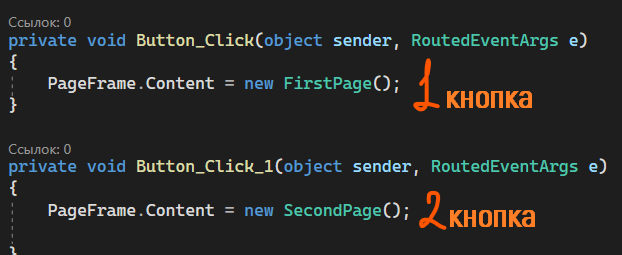 Ссылок: 0
private void Button_Click(object sender, RoutedEventArgs e)
{
PageFrame.Content = new FirstPage(); 1 кнопка
}
Ссылок: 0
private void Button_Click_1(object sender, RoutedEventArgs e)
{
PageFrame.Content = new SecondPage(); 2 кнопка
}